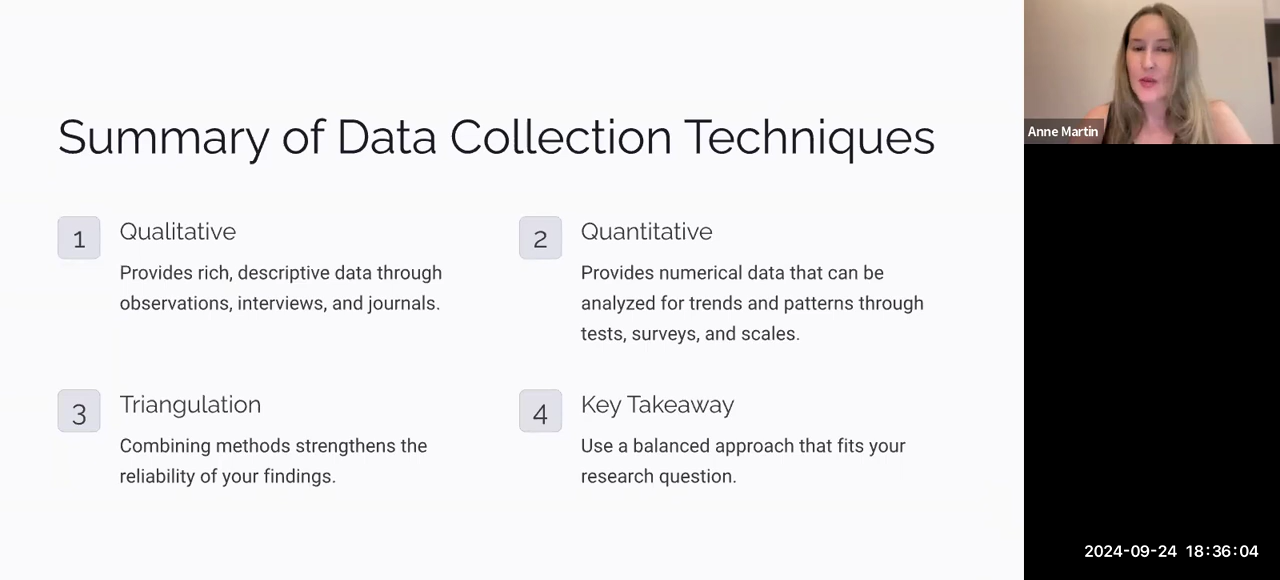 Summary of Data Collection Techniques
1
Qualitative
Provides rich, descriptive data through
observations, interviews, and journals.
2
Quantitative
Provides numerical data that can be
analyzed for trends and patterns through
tests, surveys, and scales.
3
Triangulation
Combining methods strengthens the
reliability of your findings.
4
Key Takeaway
Use a balanced approach that fits your
research question.
Anne Martin
2024-09-24 18:36:04